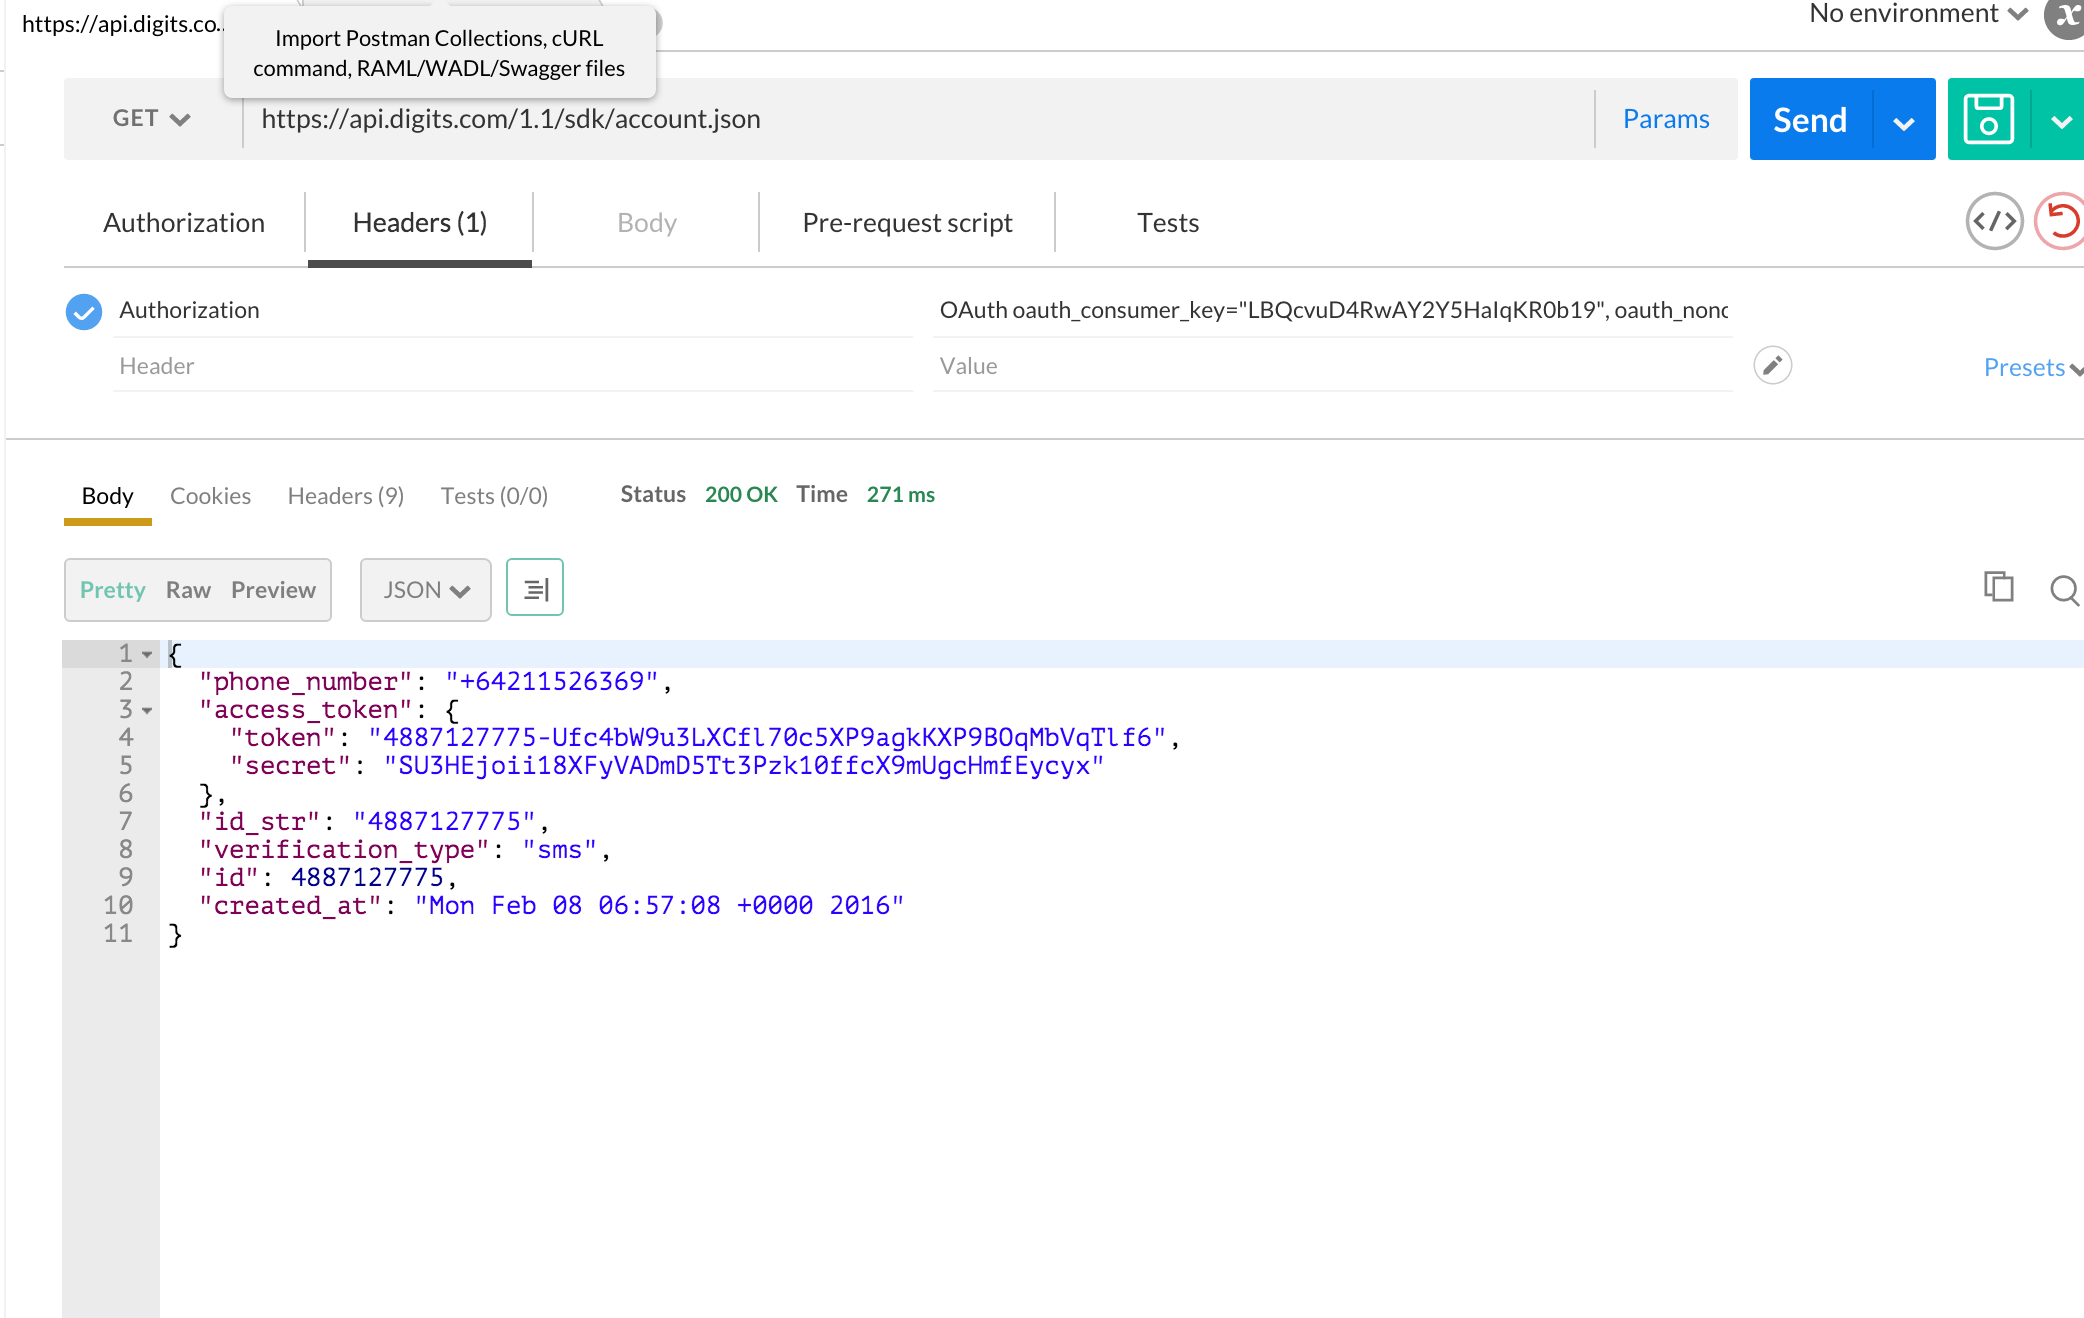 https://api.digits.co...
No environment
Import Postman Collections, cURL
command, RAML/WADL/Swagger files
GET
https://api.digits.com/1.1/sdk/account.json
Params
Send
Authorization
Headers (1)
Body
Pre-request script
Tests
Authorization
OAuth oauth_consumer_key="LBQcvuD4RwAY2Y5HaIqKR0b19", oauth_nonc
Header
Value
Presets
Body
Cookies
Headers (9)
Tests (0/0)
Status 200 OK Time 271 ms
Pretty Raw Preview
JSON
1 {
2 "phone_number": "+64211526369",
3 "access_token": {
4 "token": "4887127775-Ufc4bW9u3LXCfl70c5XP9agkKXP9BOqMbVqTlf6",
5 "secret": "SU3HEjoii18XFyVADmD5Tt3Pzk10ffcX9mUgcHmfEycyx"
6 },
7 "id_str": "4887127775",
8 "verification_type": "sms",
9 "id": 4887127775,
10 "created_at": "Mon Feb 08 06:57:08 +0000 2016"
11 }